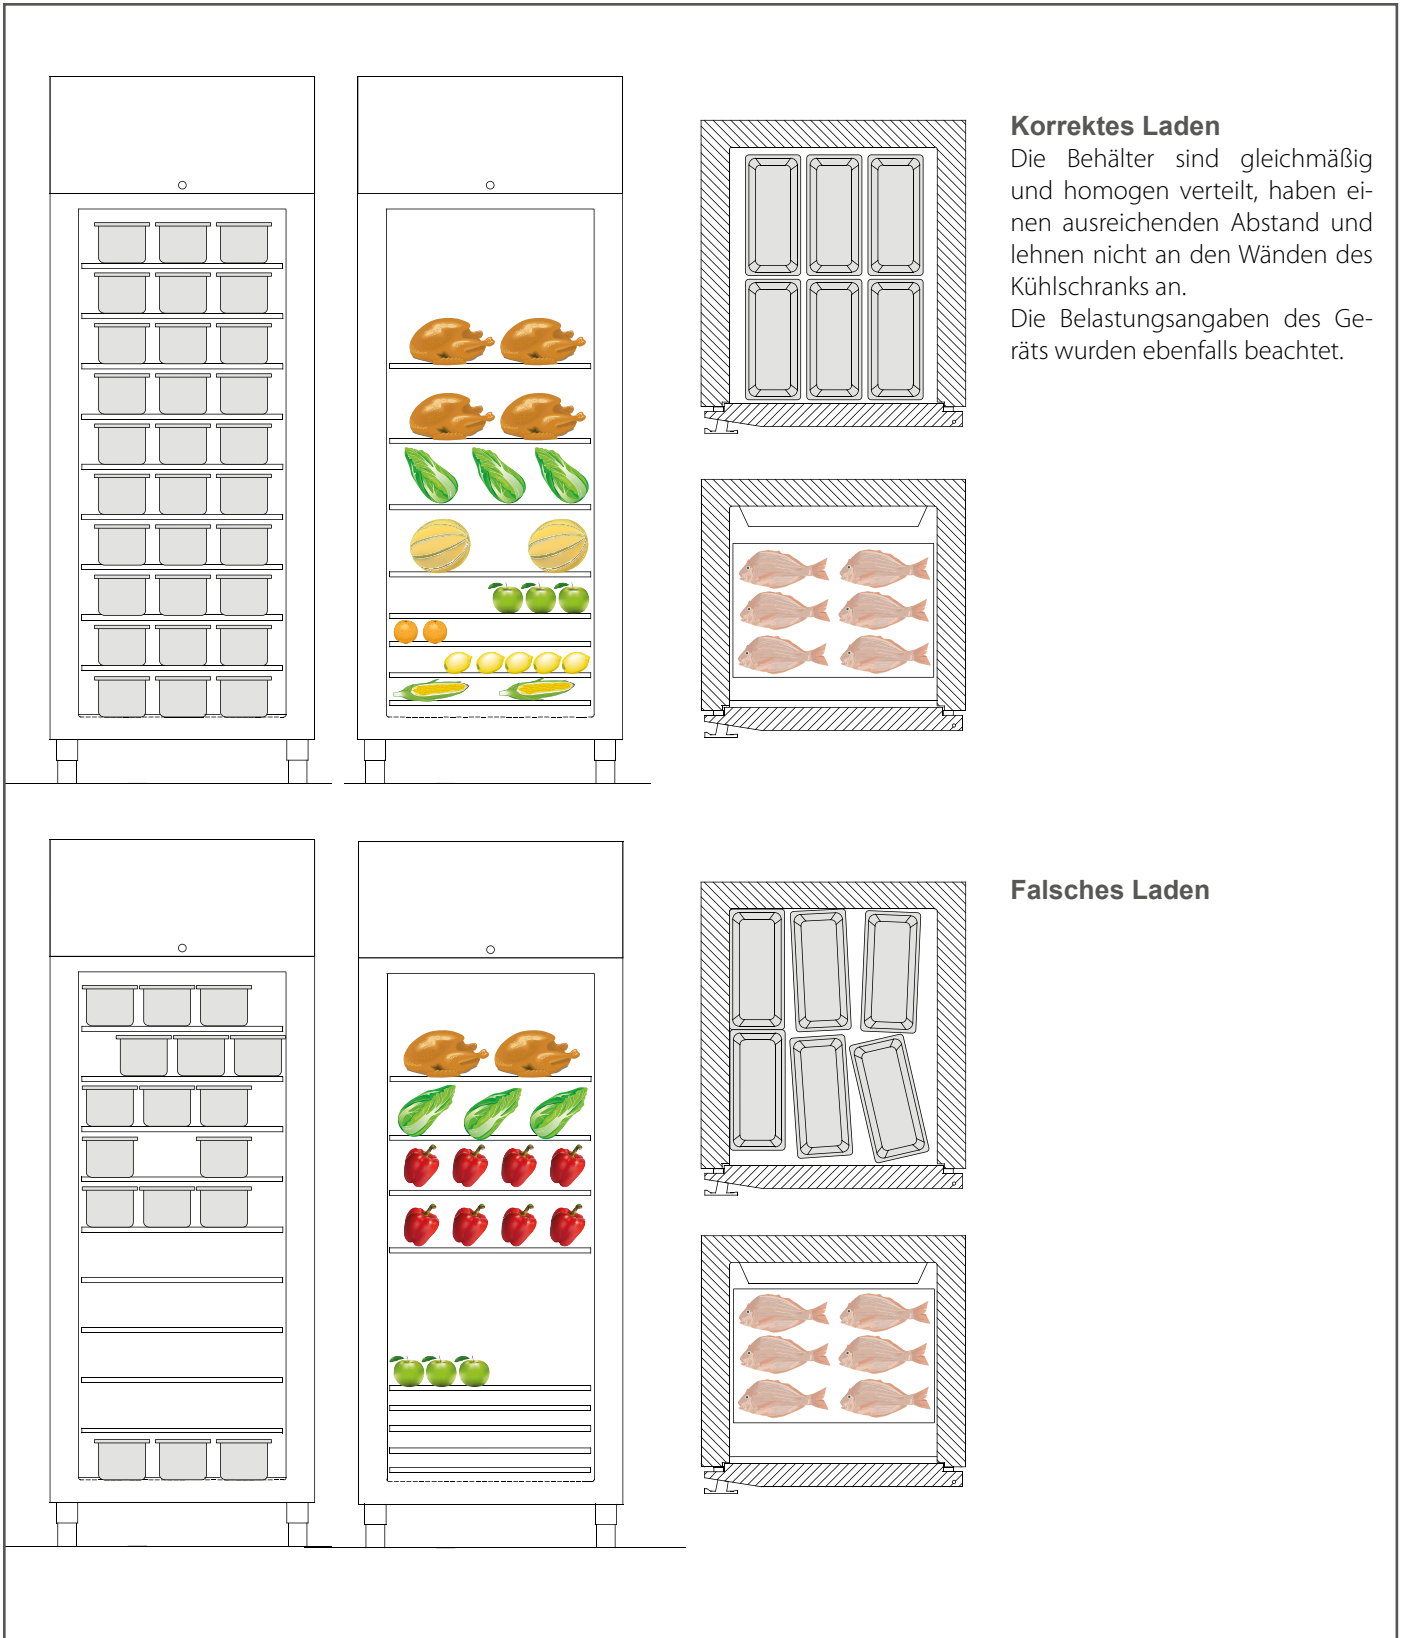 Korrektes Laden
Die Behälter sind gleichmäßig
und homogen verteilt, haben ei-
nen ausreichenden Abstand und
lehnen nicht an den Wänden des
Kühlschranks an.
Die Belastungsangaben des Ge-
räts wurden ebenfalls beachtet.
Falsches Laden